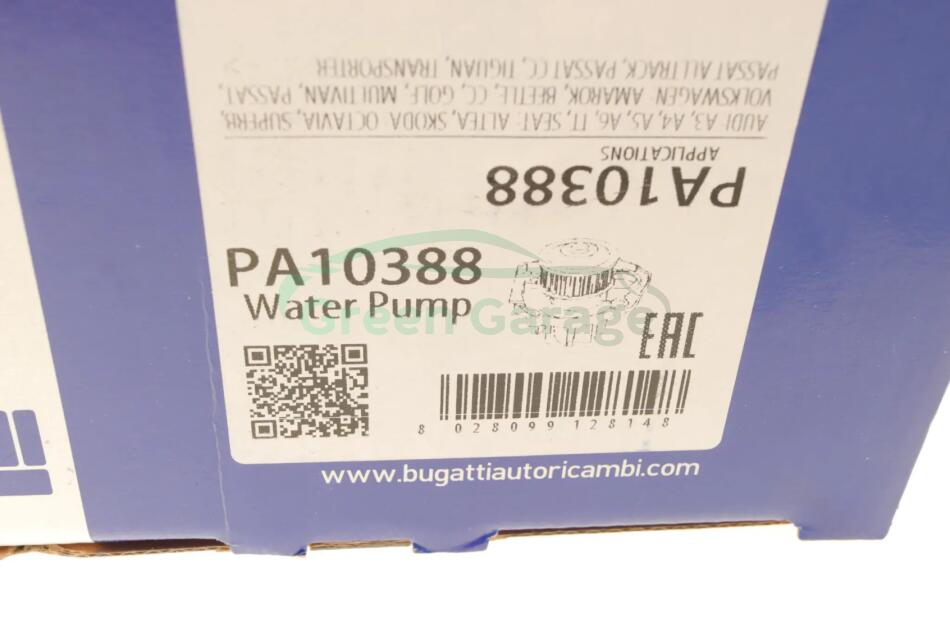 PA10388
APPLICATIONS
AUDI: A3, A4, A5, A6, TT, SEAT: ALTEA, SKODA: OCTAVIA, SUPERB,
VOLKSWAGEN: AMAROK, BEETLE, CC, GOLF, MULTIVAN, PASSAT,
PASSAT ALLTRACK, PASSAT CC, TIGUAN, TRANSPORTER
PA10388
Water Pump
Green Garage
EAC
8 028099 128148
www.bugattiautoricambi.com